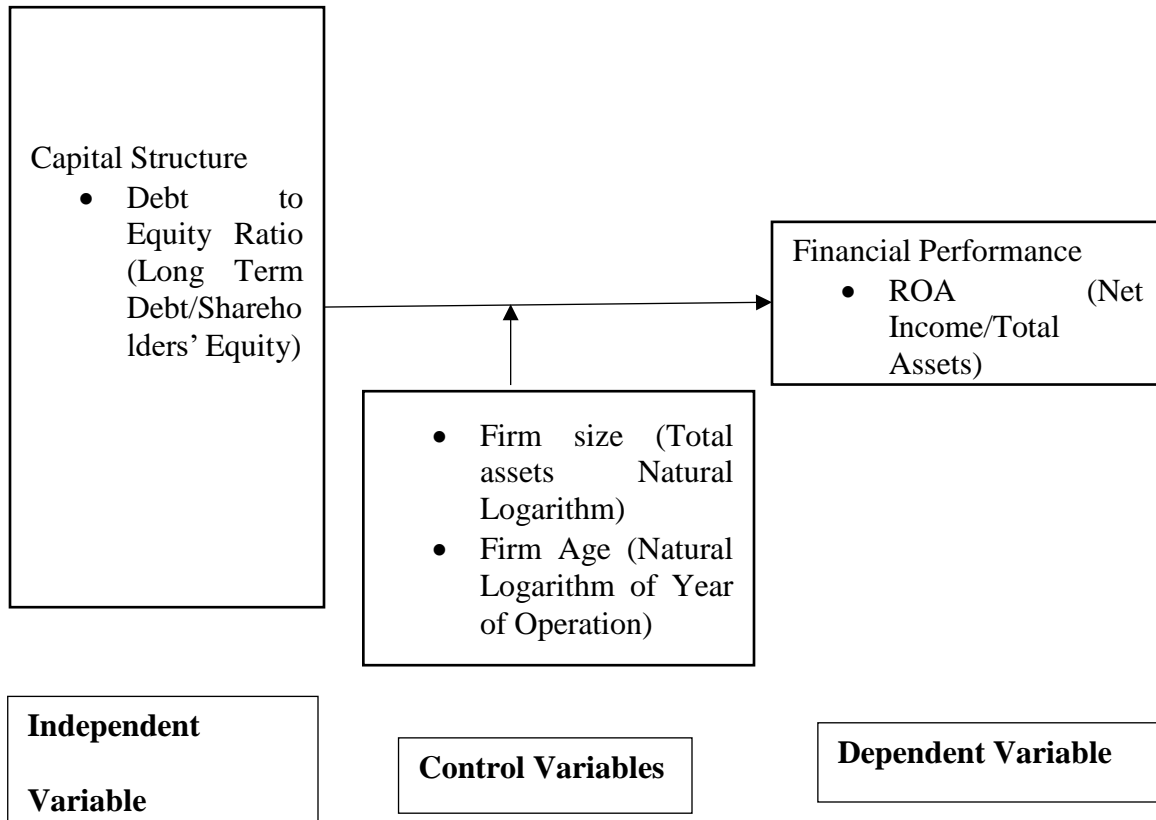 Capital Structure
• Debt to
Equity Ratio
(Long Term
Debt/Shareho
lders’ Equity)
Financial Performance
• ROA (Net
Income/Total
Assets)
• Firm size (Total
assets Natural
Logarithm)
• Firm Age (Natural
Logarithm of Year
of Operation)
Independent
Variable
Control Variables
Dependent Variable